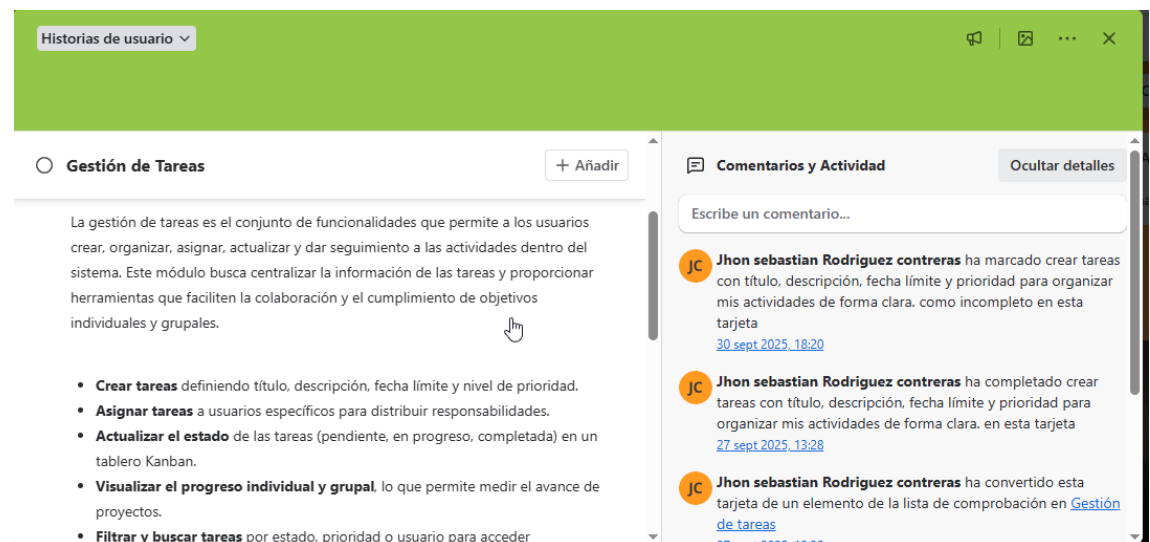 Historias de usuario
Gestión de Tareas
+ Añadir
La gestión de tareas es el conjunto de funcionalidades que permite a los usuarios
crear, organizar, asignar, actualizar y dar seguimiento a las actividades dentro del
sistema. Este módulo busca centralizar la información de las tareas y proporcionar
herramientas que faciliten la colaboración y el cumplimiento de objetivos
individuales y grupales.
• Crear tareas definiendo título, descripción, fecha límite y nivel de prioridad.
• Asignar tareas a usuarios específicos para distribuir responsabilidades.
• Actualizar el estado de las tareas (pendiente, en progreso, completada) en un
tablero Kanban.
• Visualizar el progreso individual y grupal, lo que permite medir el avance de
proyectos.
• Filtrar y buscar tareas por estado, prioridad o usuario para acceder
Comentarios y Actividad
Ocultar detalles
Escribe un comentario...
JC
Jhon sebastian Rodriguez contreras ha marcado crear tareas
con título, descripción, fecha límite y prioridad para organizar
mis actividades de forma clara. como incompleto en esta
tarjeta
30 sept 2025, 18:20
JC
Jhon sebastian Rodriguez contreras ha completado crear
tareas con título, descripción, fecha límite y prioridad para
organizar mis actividades de forma clara. en esta tarjeta
27 sept 2025, 13:28
JC
Jhon sebastian Rodriguez contreras ha convertido esta
tarjeta de un elemento de la lista de comprobación en Gestión
de tareas